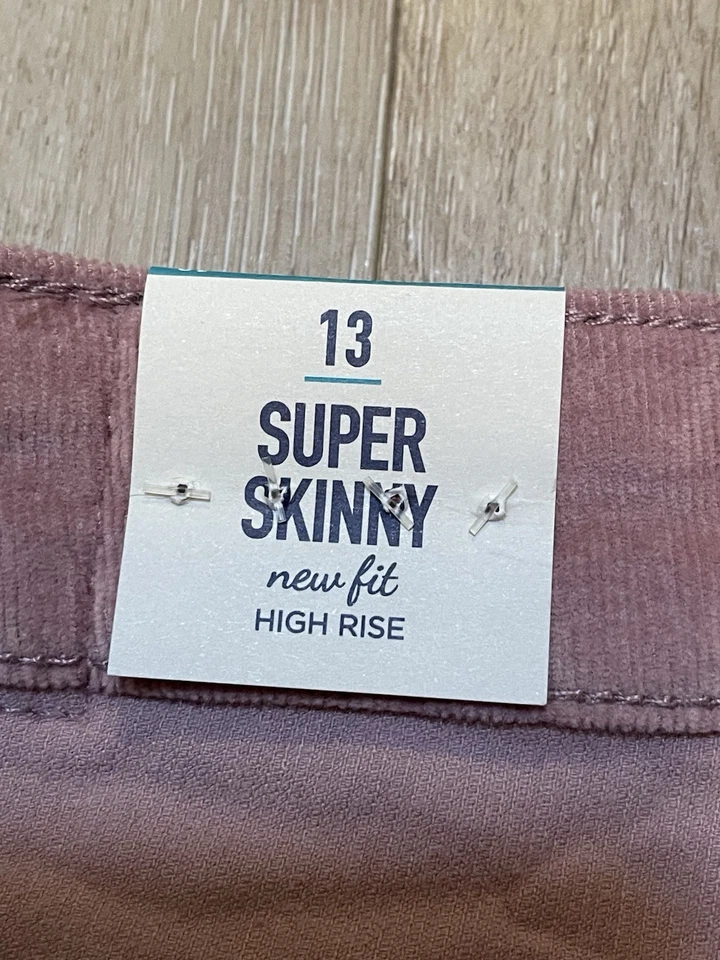 13
SUPER
SKINNY
new fit
HIGH RISE